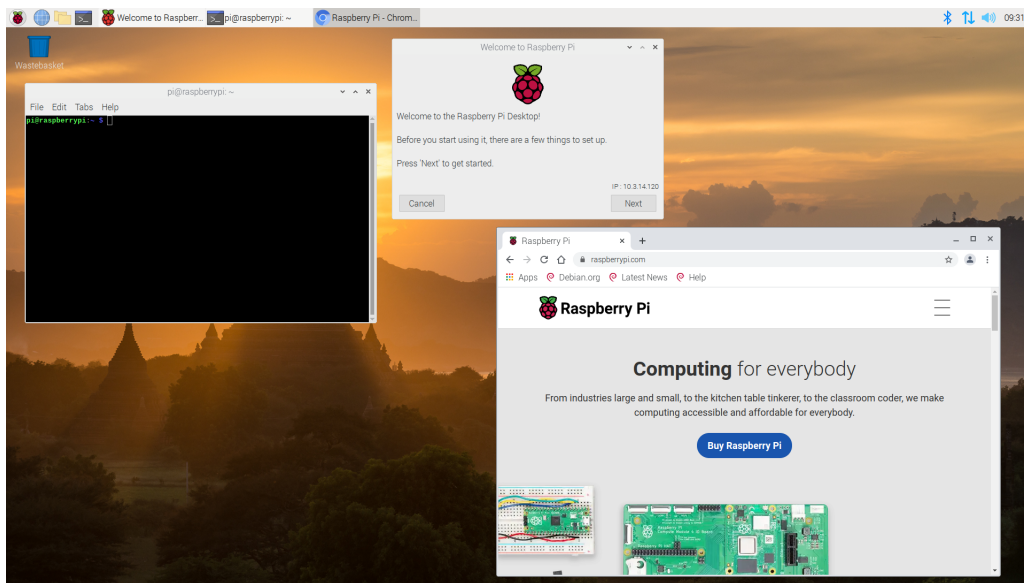 Welcome to Raspberr...
pi@raspberrypi: ~
Raspberry Pi - Chrom...
09:31
Wastebasket
pi@raspberrypi: ~
File Edit Tabs Help
pi@raspberrypi:~ $
Welcome to Raspberry Pi
Welcome to the Raspberry Pi Desktop!
Before you start using it, there are a few things to set up.
Press 'Next' to get started.
IP : 10.3.14.120
Cancel
Next
Raspberry Pi
raspberrypi.com
Apps Debian.org Latest News Help
Raspberry Pi
Computing for everybody
From industries large and small, to the kitchen table tinkerer, to the classroom coder, we make
computing accessible and affordable for everybody.
Buy Raspberry Pi
Raspberry Pi